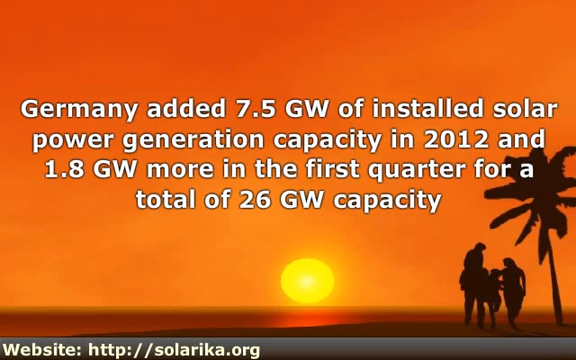 Germany added 7.5 GW of installed solar
power generation capacity in 2012 and
1.8 GW more in the first quarter for a
total of 26 GW capacity
Website: http://solarika.org